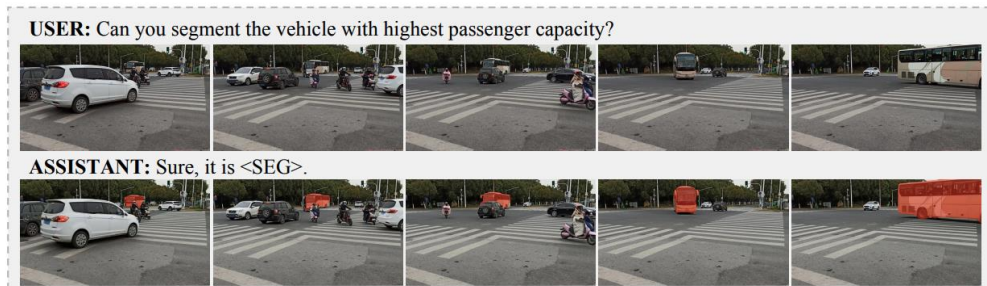 USER: Can you segment the vehicle with highest passenger capacity?
ASSISTANT: Sure, it is <SEG>.